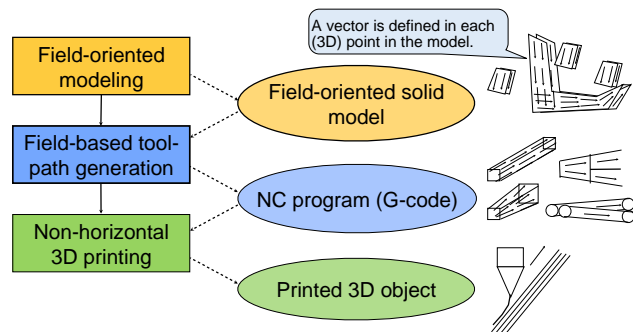 A vector is defined in each
(3D) point in the model.
Field-oriented
modeling
Field-oriented solid
model
Field-based tool-
path generation
NC program (G-code)
Non-horizontal
3D printing
Printed 3D object